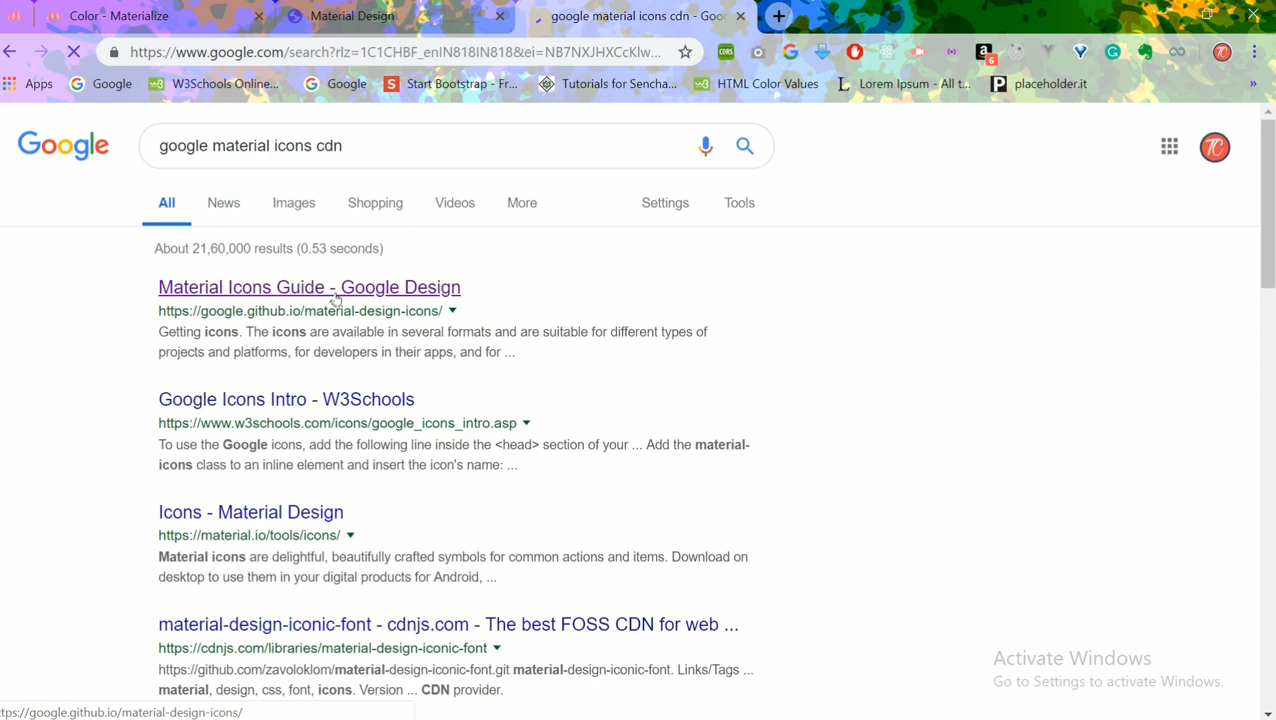 Color - Materialize
Material Design
google material icons cdn - Goo
https://www.google.com/search?rlz=1C1CHBF_enIN818IN818&ei=NB7NXJHXCcKlw...
CORS
6
Apps
Google
W3Schools Online...
Google
Start Bootstrap - Fr...
Tutorials for Sencha...
HTML Color Values
Lorem Ipsum - All t...
placeholder.it
»
Google
google material icons cdn
TC
All
News
Images
Shopping
Videos
More
Settings
Tools
About 21,60,000 results (0.53 seconds)
Material Icons Guide - Google Design
https://google.github.io/material-design-icons/
Getting icons. The icons are available in several formats and are suitable for different types of
projects and platforms, for developers in their apps, and for ...
Google Icons Intro - W3Schools
https://www.w3schools.com/icons/google_icons_intro.asp
To use the Google icons, add the following line inside the <head> section of your ... Add the material-
icons class to an inline element and insert the icon's name: ...
Icons - Material Design
https://material.io/tools/icons/
Material icons are delightful, beautifully crafted symbols for common actions and items. Download on
desktop to use them in your digital products for Android, ...
material-design-iconic-font - cdnjs.com - The best FOSS CDN for web ...
https://cdnjs.com/libraries/material-design-iconic-font
https://github.com/zavoloklom/material-design-iconic-font.git material-design-iconic-font. Links/Tags ...
material, design, css, font, icons. Version ... CDN provider.
Activate Windows
Go to Settings to activate Windows.
ttps://google.github.io/material-design-icons/